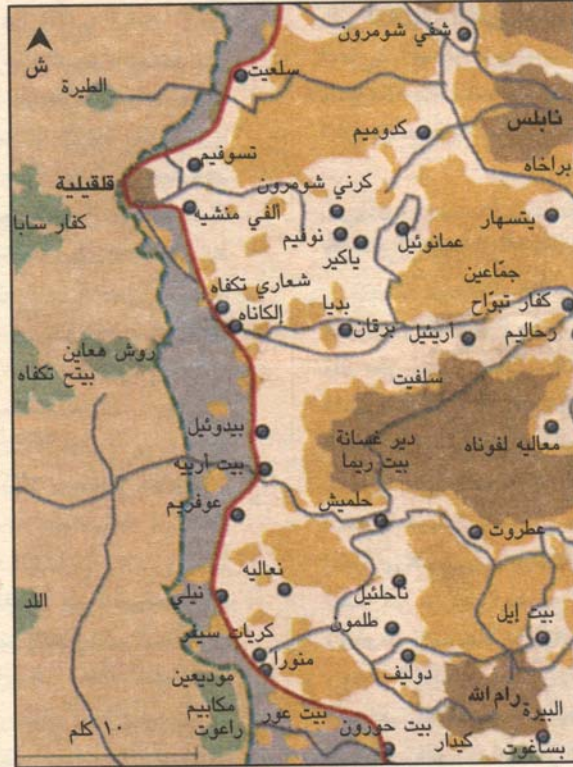 ش
شفي شومرون
سلعيت
الطيرة
نابلس
كدوميم
براخاه
تسوفيم
قلقيلية
كرني شومرون
ألفي منشيه
كفار سابا
يتسهار
نوفيم
عمانوئيل
ياكير
جمّاعين
شعاري تكفاه
بديا
كفار تبوّاح
إلكاناه
برقان
أريئيل
رحاليم
روش هعاين
بيتح تكفاه
سلفيت
بيدوئيل
دير غسانة
بيت ريما
معاليه لفوناه
بيت أربيه
حلميش
عوفريم
عطروت
نعاليه
ناحلئيل
نيلي
اللد
طلمون
بيت إيل
كريات سيفر
منورا
دوليف
موديعين
مكابيم
راعوت
رام الله
البيرة
بيت عور
بيت حورون
كيدار
بساغوت
١٠ كلم